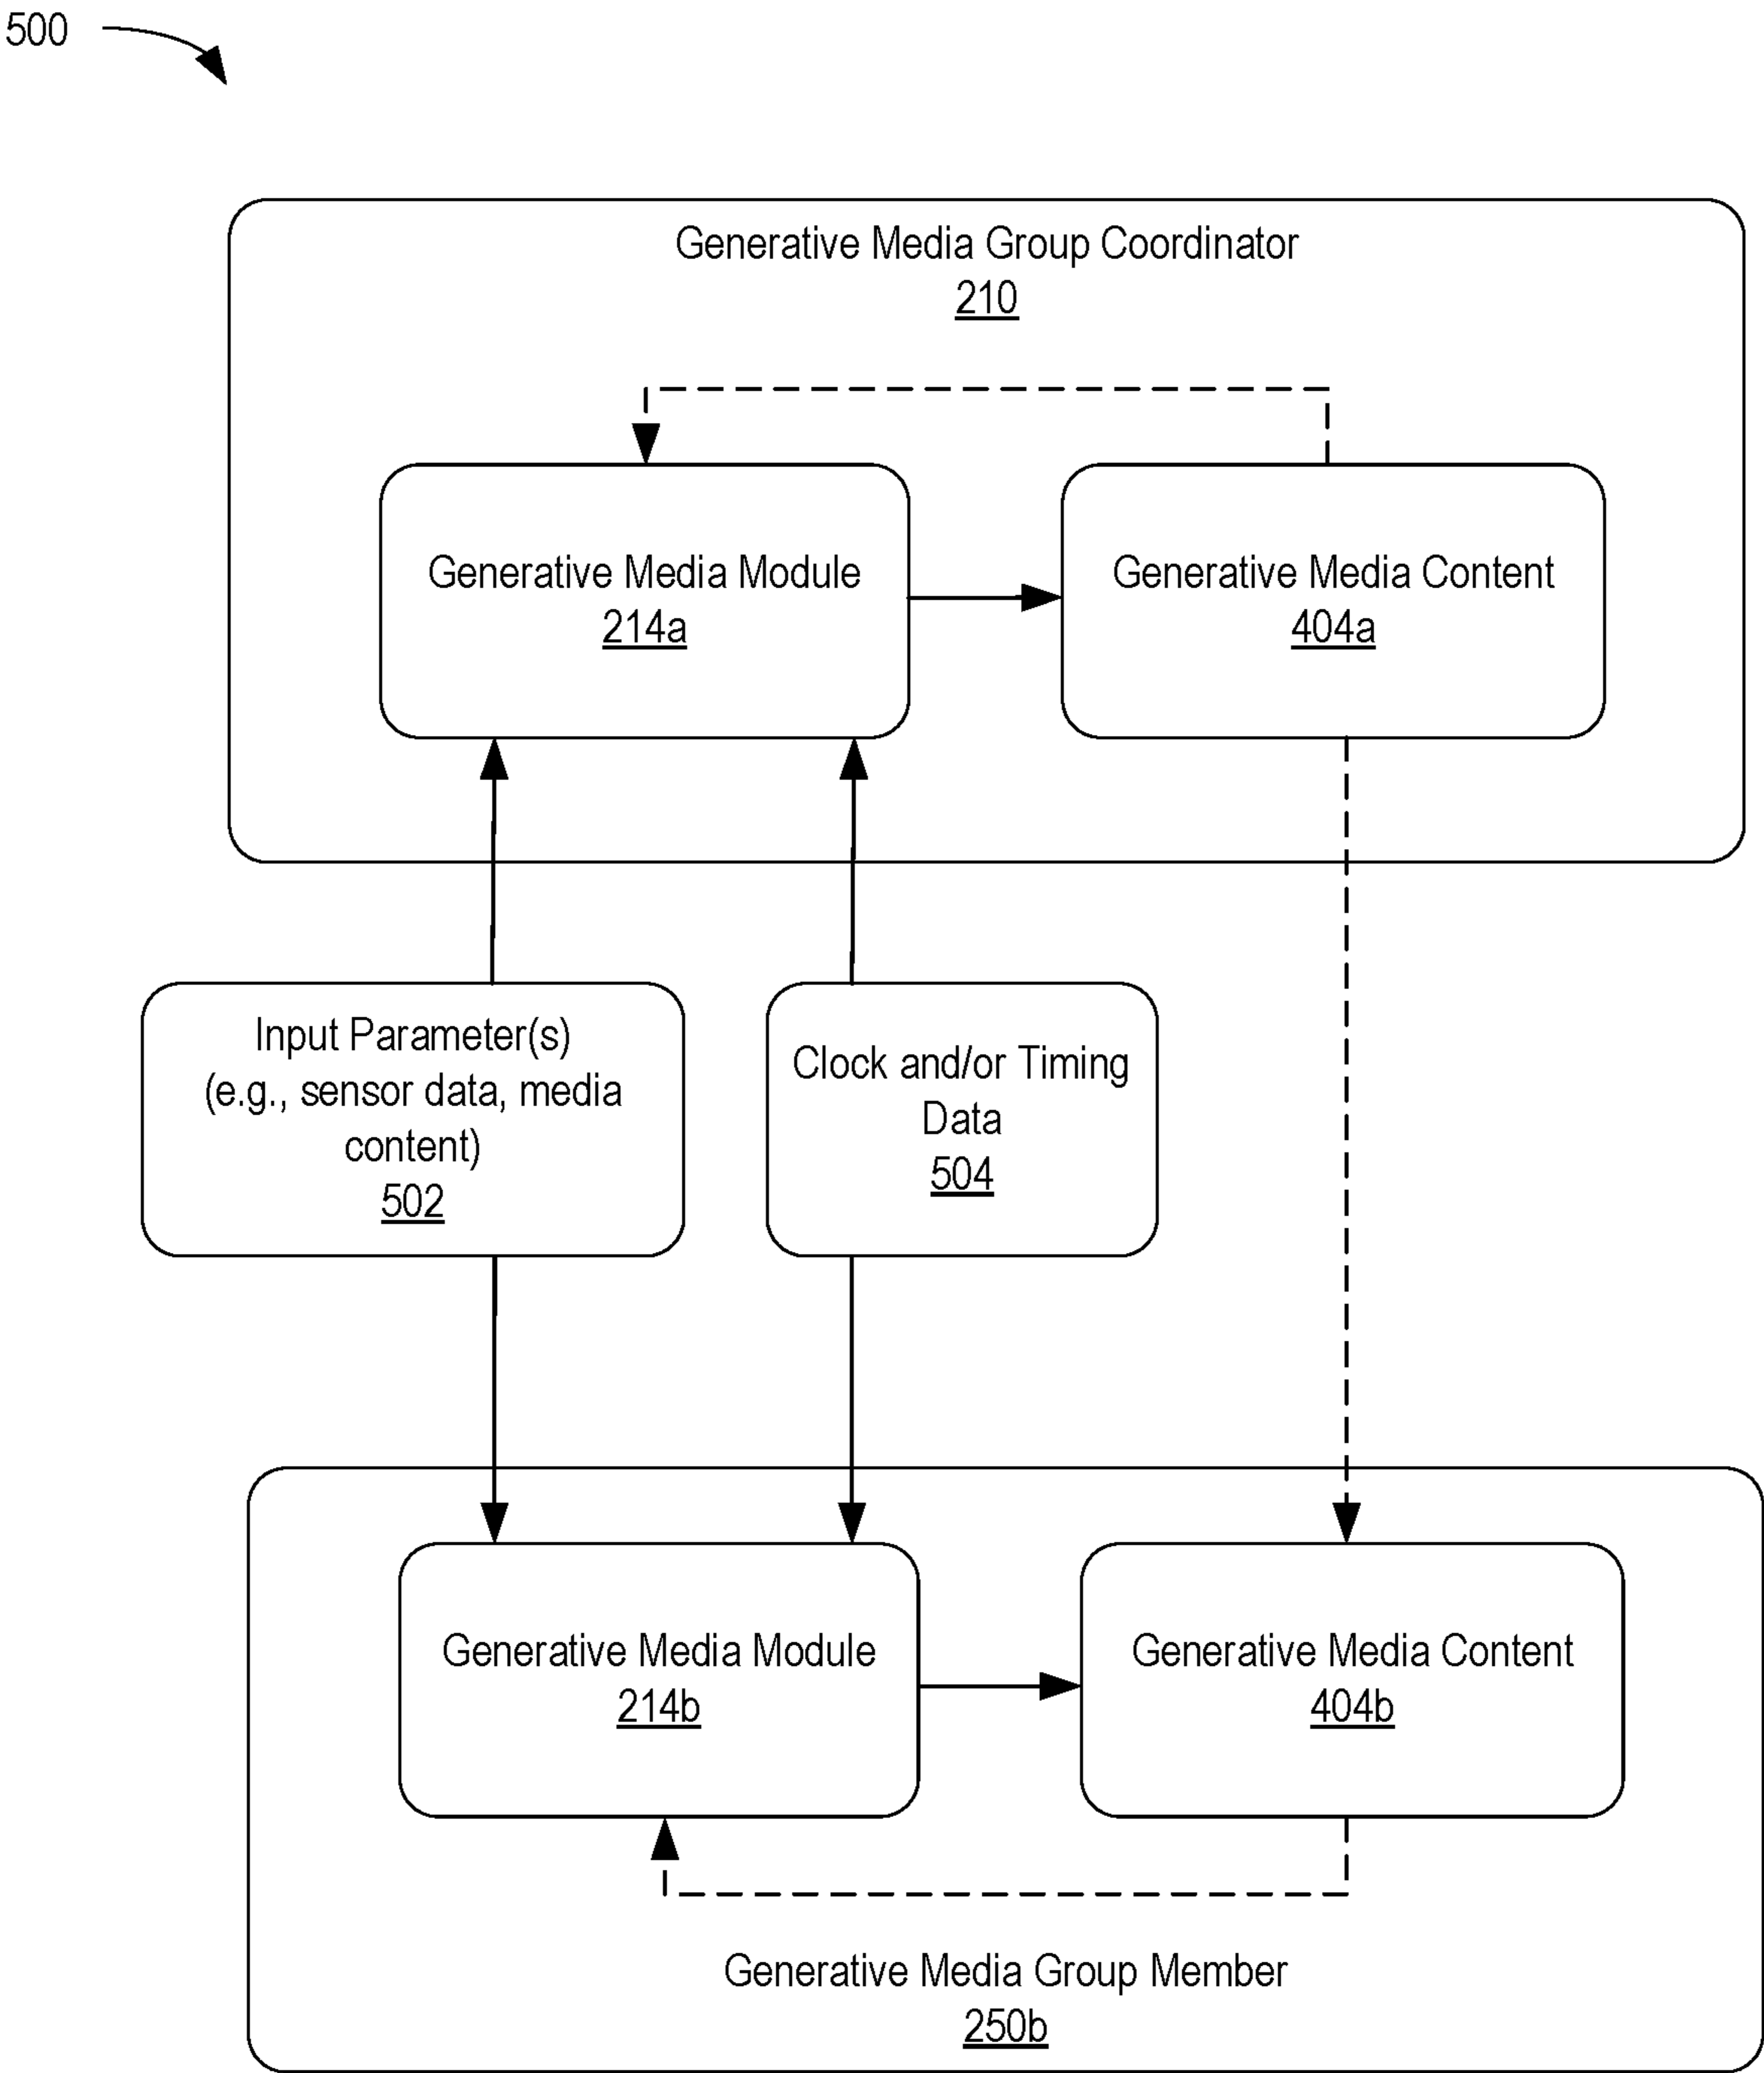 500
Generative Media Group Coordinator
210
Generative Media Module
214a
Generative Media Content
404a
Input Parameter(s)
(e.g., sensor data, media
content)
502
Clock and/or Timing
Data
504
Generative Media Module
214b
Generative Media Content
404b
Generative Media Group Member
250b